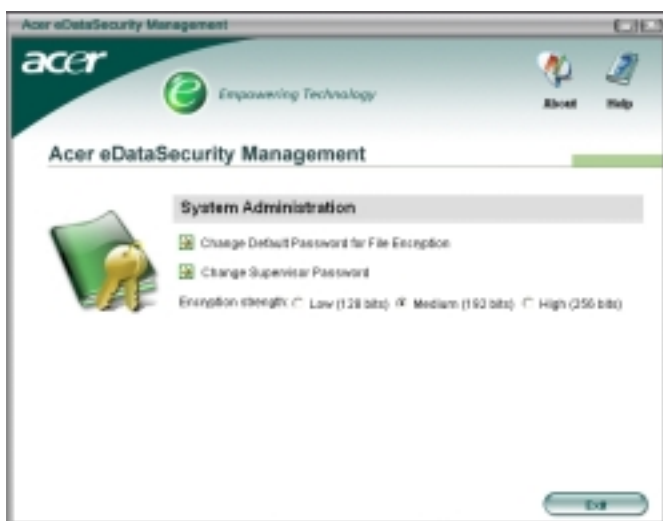 Acer eDataSecurity Management
acer
e Empowering Technology
About Help
Acer eDataSecurity Management
System Administration
Change Default Password for File Encryption
Change Supervisor Password
Encryption strength: Low (128 bits) Medium (192 bits) High (256 bits)
Exit